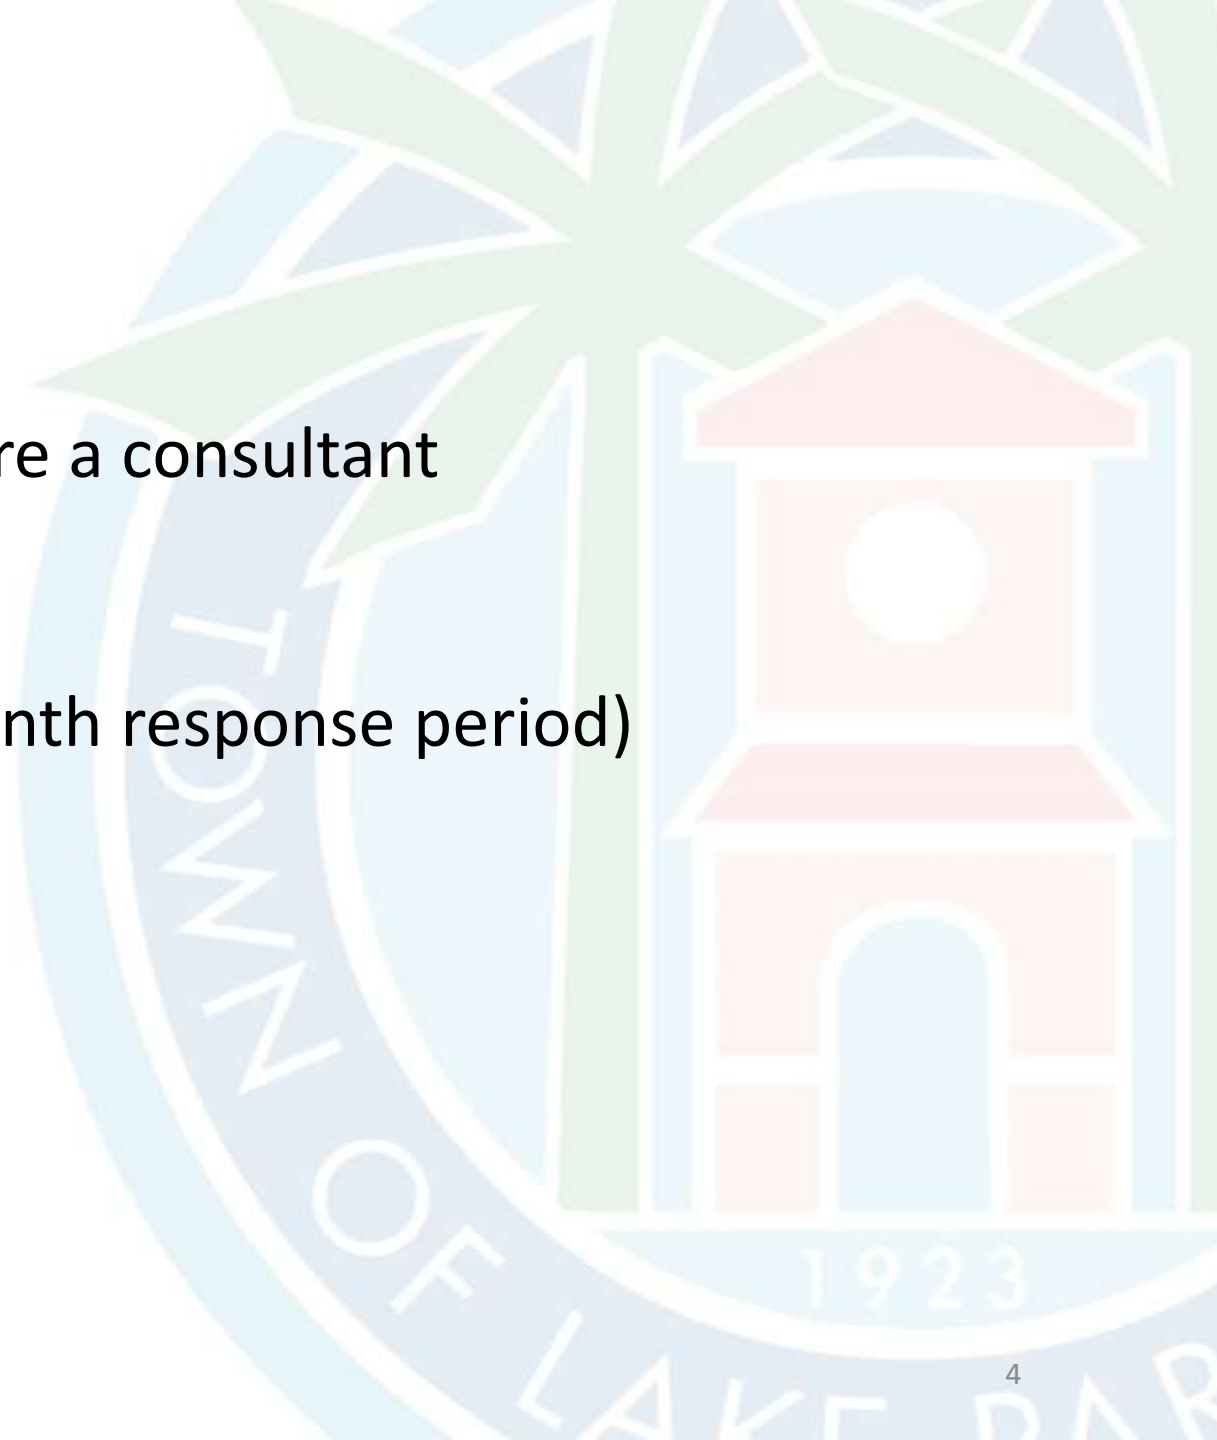 re a consultant
nth response period)
TOWN OF LAKE PAR
1923
4